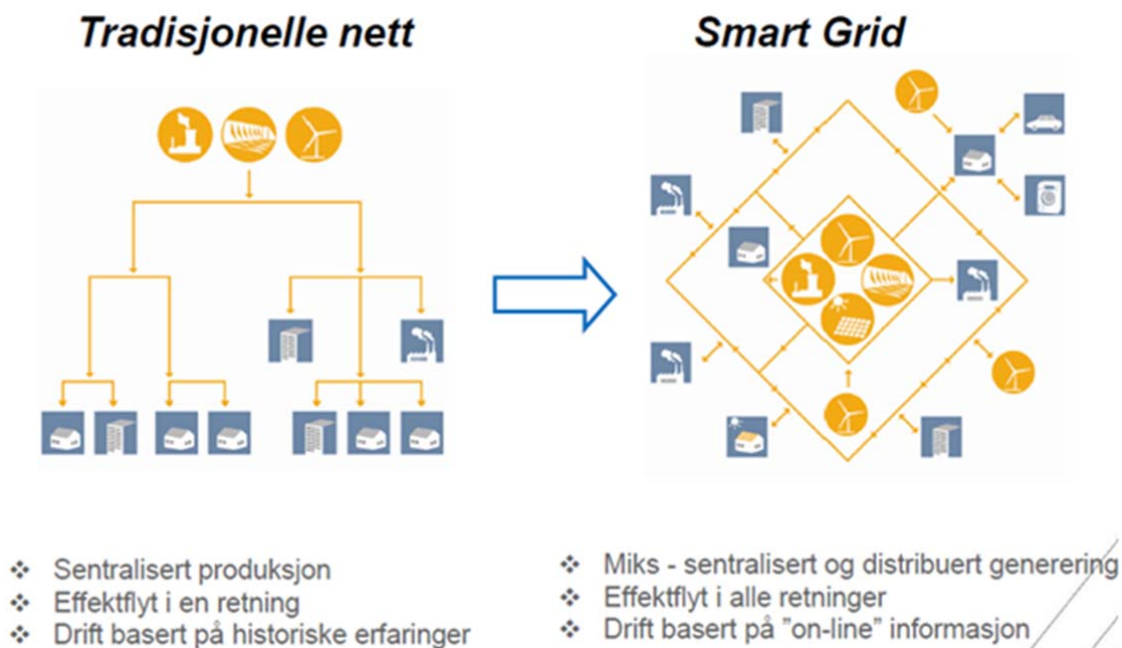 Tradisjonelle nett
Smart Grid
❖ Sentralisert produksjon
❖ Effektflyt i en retning
❖ Drift basert på historiske erfaringer
❖ Miks - sentralisert og distribuert generering
❖ Effektflyt i alle retninger
❖ Drift basert på "on-line" informasjon